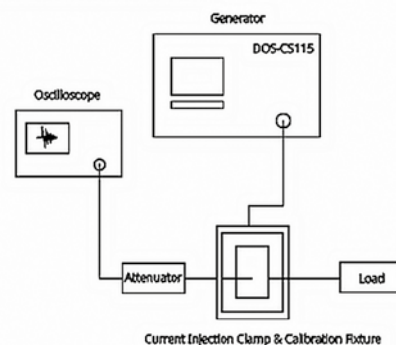 Generator
DOS-CS115
Oscilloscope
Attenuator
Load
Current Injection Clamp & Calibration Fixture